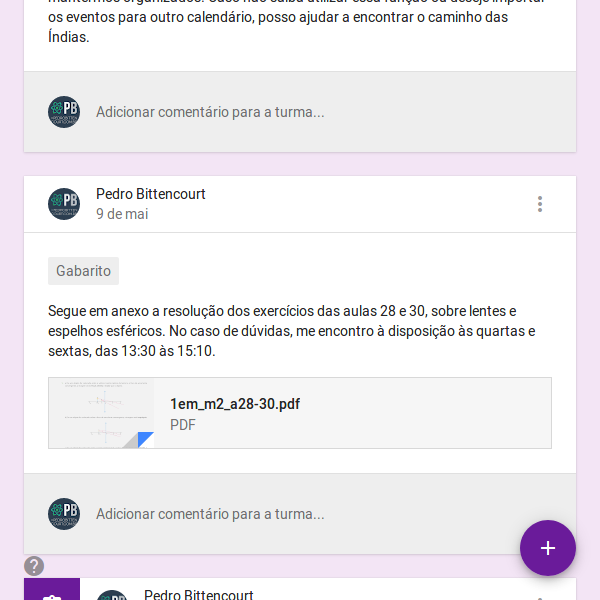 os eventos para outro calendário, posso ajudar a encontrar o caminho das
Índias.
PB
Adicionar comentário para a turma...
PB
Pedro Bittencourt
9 de mai
Gabarito
Segue em anexo a resolução dos exercícios das aulas 28 e 30, sobre lentes e
espelhos esféricos. No caso de dúvidas, me encontro à disposição às quartas e
sextas, das 13:30 às 15:10.
1em_m2_a28-30.pdf
PDF
PB
Adicionar comentário para a turma...
+
?
Pedro Bittencourt